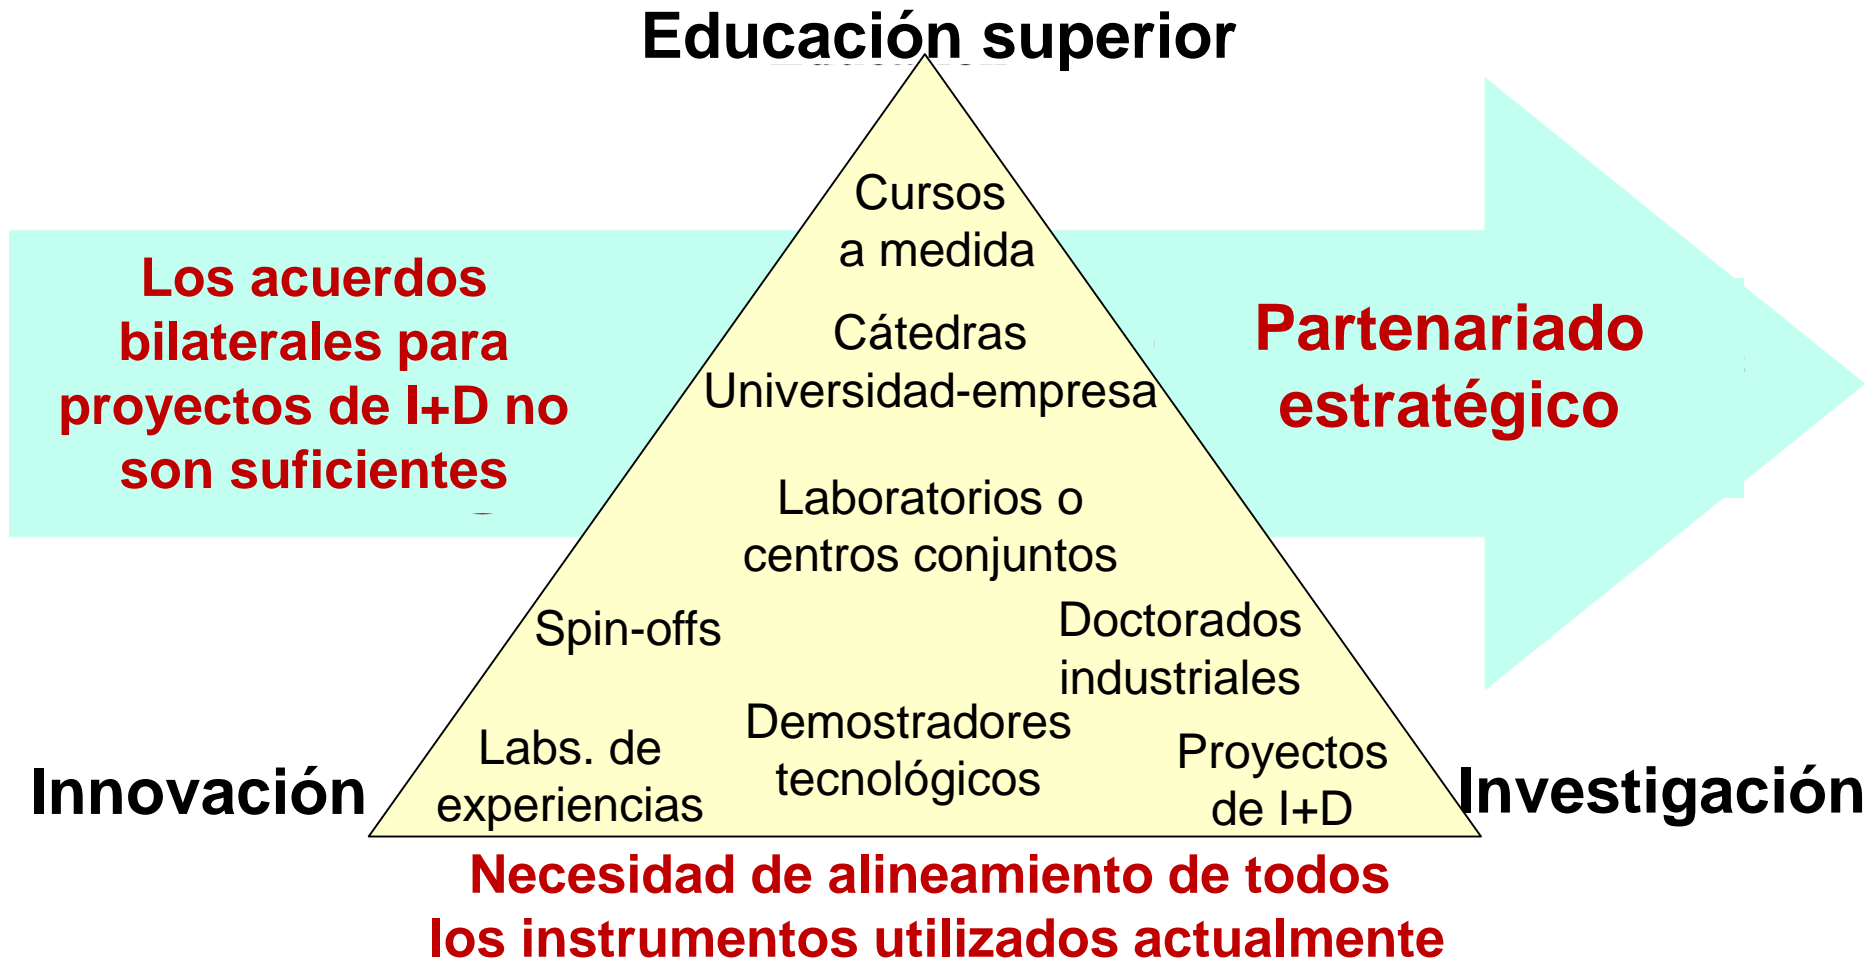 Educación superior
Cursos
a medida
Los acuerdos
bilaterales para
proyectos de I+D no
son suficientes
Cátedras
Universidad-empresa
Partenariado
estratégico
Laboratorios o
centros conjuntos
Spin-offs
Doctorados
industriales
Labs. de
experiencias
Demostradores
tecnológicos
Proyectos
de I+D
Innovación
Investigación
Necesidad de alineamiento de todos
los instrumentos utilizados actualmente